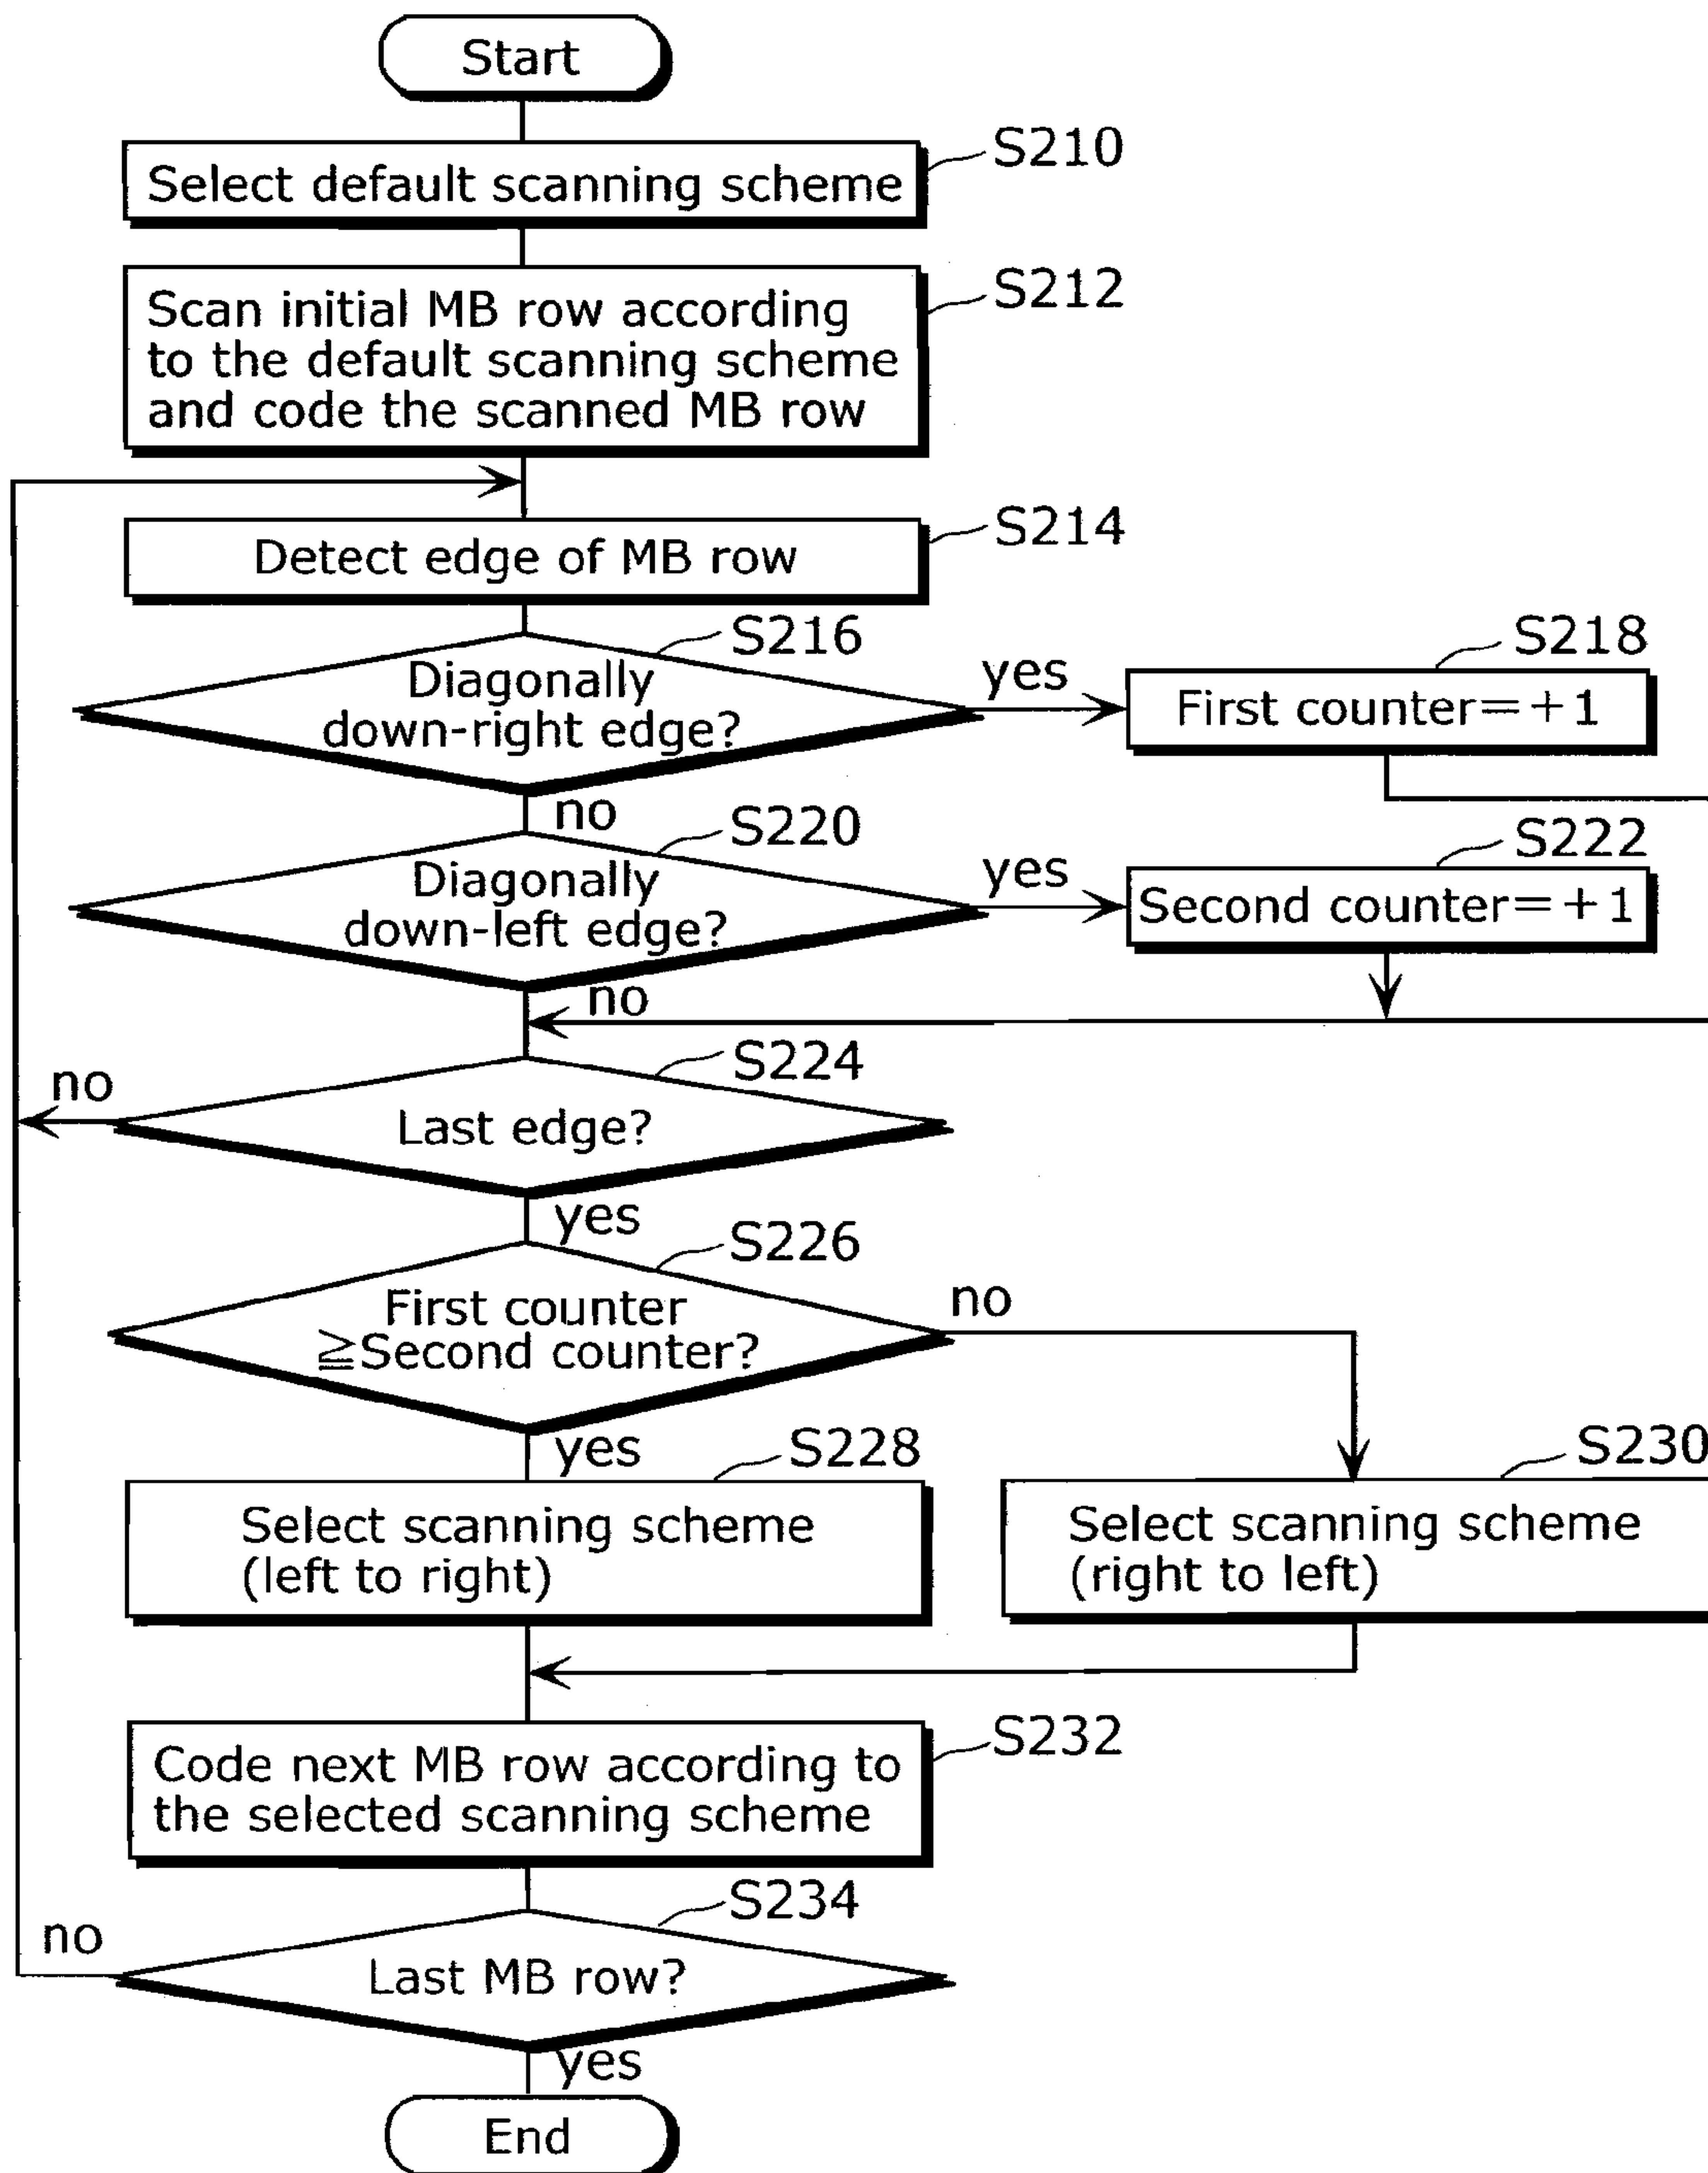 Start
S210
Select default scanning scheme
S212
Scan initial MB row according
to the default scanning scheme
and code the scanned MB row
S214
Detect edge of MB row
S216
Diagonally
down-right edge?
yes
S218
First counter=+1
no
S220
Diagonally
down-left edge?
yes
S222
Second counter=+1
no
S224
Last edge?
no
yes
S226
First counter
≧Second counter?
no
yes
S228
Select scanning scheme
(left to right)
S230
Select scanning scheme
(right to left)
S232
Code next MB row according to
the selected scanning scheme
S234
Last MB row?
no
yes
End